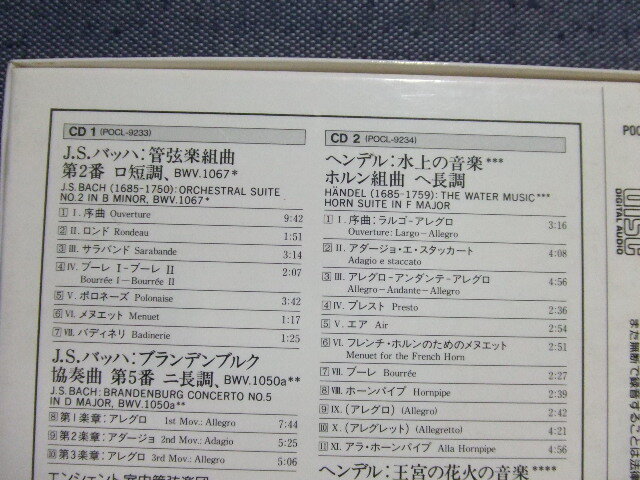 CD 1 (POCL-9233)
J.S.バッハ:管弦楽組曲
第2番 ロ短調、BWV.1067*
J.S.BACH (1685-1750): ORCHESTRAL SUITE
NO.2 IN B MINOR, BWV.1067*
1 I. 序曲 Ouverture 9:42
2 II. ロンド Rondeau 1:51
3 III. サラバンド Sarabande 3:14
4 IV. ブーレ I-ブーレ II 2:07
Bourrée I-Bourrée II
5 V. ポロネーズ Polonaise 3:42
6 VI. メヌエット Menuet 1:17
7 VII. バディネリ Badinerie 1:25
J.S.バッハ:ブランデンブルク
協奏曲 第5番 ニ長調、BWV.1050a**
J.S.BACH: BRANDENBURG CONCERTO NO.5
IN D MAJOR, BWV.1050a**
8 第1楽章:アレグロ 1st Mov.: Allegro 7:44
9 第2楽章:アダージョ 2nd Mov.: Adagio 5:25
10 第3楽章:アレグロ 3rd Mov.: Allegro 5:06
エンシェント室内管弦楽団
CD 2 (POCL-9234)
ヘンデル:水上の音楽***
ホルン組曲 ヘ長調
HÄNDEL (1685-1759): THE WATER MUSIC***
HORN SUITE IN F MAJOR
1 I. 序曲:ラルゴ-アレグロ 3:16
Ouverture: Largo-Allegro
2 II. アダージョ・エ・スタッカート 4:08
Adagio e staccato
3 III. アレグロ-アンダンテ-アレグロ 4:56
Allegro-Andante-Allegro
4 IV. プレスト Presto 2:36
5 V. エア Air 2:54
6 VI. フレンチ・ホルンのためのメヌエット 2:51
Menuet for the French Horn
7 VII. ブーレ Bourrée 2:27
8 VIII. ホーンパイプ Hornpipe 3:39
9 IX. (アレグロ) (Allegro) 2:42
10 X. (アレグレット) (Allegretto) 4:21
11 XI. アラ・ホーンパイプ Alla Hornpipe 4:56
ヘンデル:王宮の花火の音楽****
POC
DISC
DIGITAL AUDIO